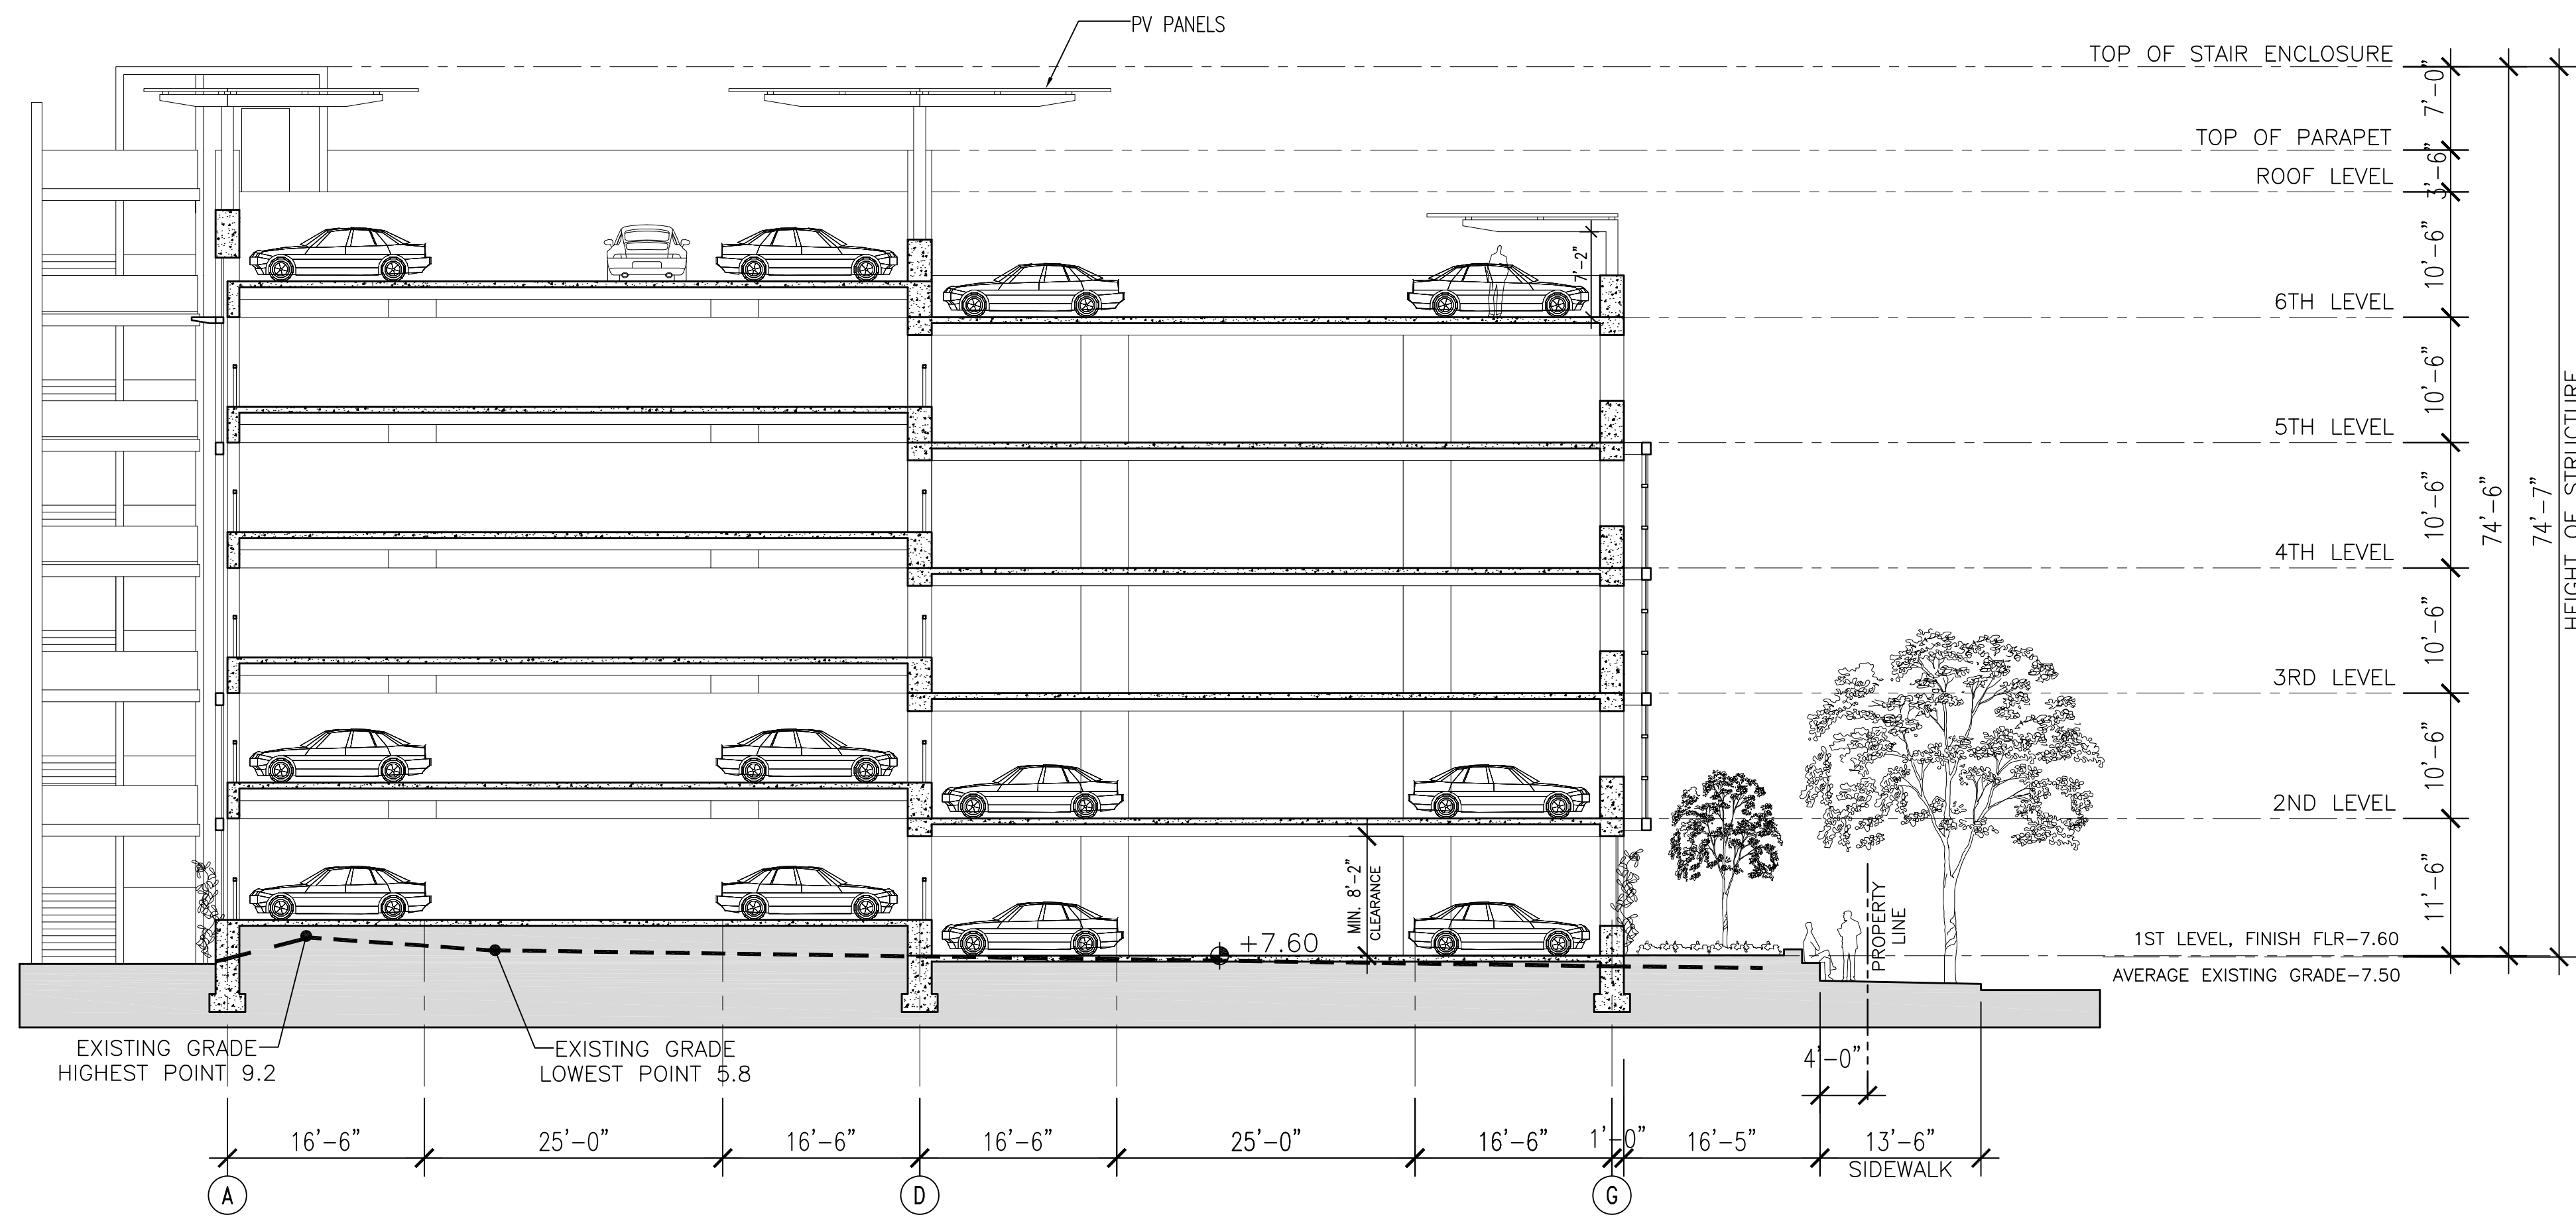 PV PANELS
TOP OF STAIR ENCLOSURE
7'-0"
TOP OF PARAPET
3'-6"
ROOF LEVEL
10'-6"
7'-2"
6TH LEVEL
10'-6"
5TH LEVEL
10'-6"
74'-6"
74'-7"
HEIGHT OF STRUCTURE
4TH LEVEL
10'-6"
3RD LEVEL
10'-6"
2ND LEVEL
MIN. 8'-2"
CLEARANCE
11'-6"
PROPERTY
LINE
+7.60
1ST LEVEL, FINISH FLR-7.60
AVERAGE EXISTING GRADE-7.50
EXISTING GRADE
HIGHEST POINT 9.2
EXISTING GRADE
LOWEST POINT 5.8
4'-0"
16'-6"
25'-0"
16'-6"
16'-6"
25'-0"
16'-6"
1'-0"
16'-5"
13'-6"
SIDEWALK
A
D
G